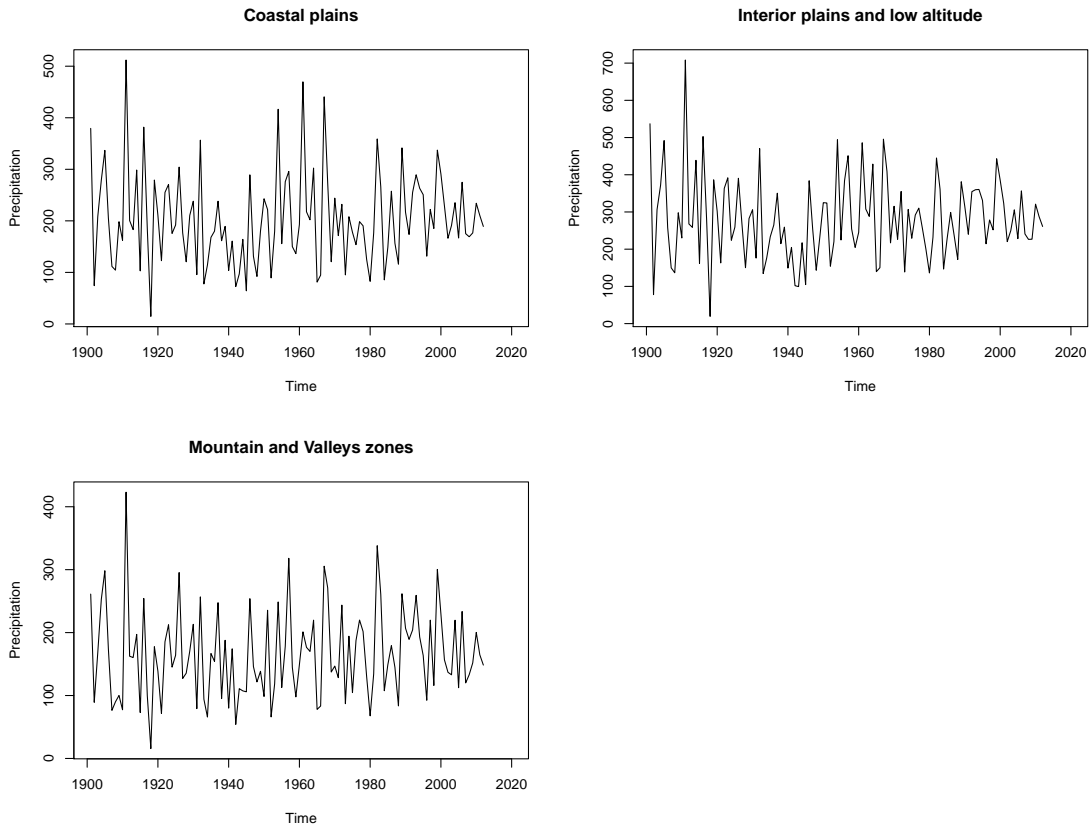 Coastal plains
Precipitation
0 100 200 300 400 500
1900 1920 1940 1960 1980 2000 2020
Time
Interior plains and low altitude
Precipitation
0 100 200 300 400 500 600 700
1900 1920 1940 1960 1980 2000 2020
Time
Mountain and Valleys zones
Precipitation
0 100 200 300 400
1900 1920 1940 1960 1980 2000 2020
Time